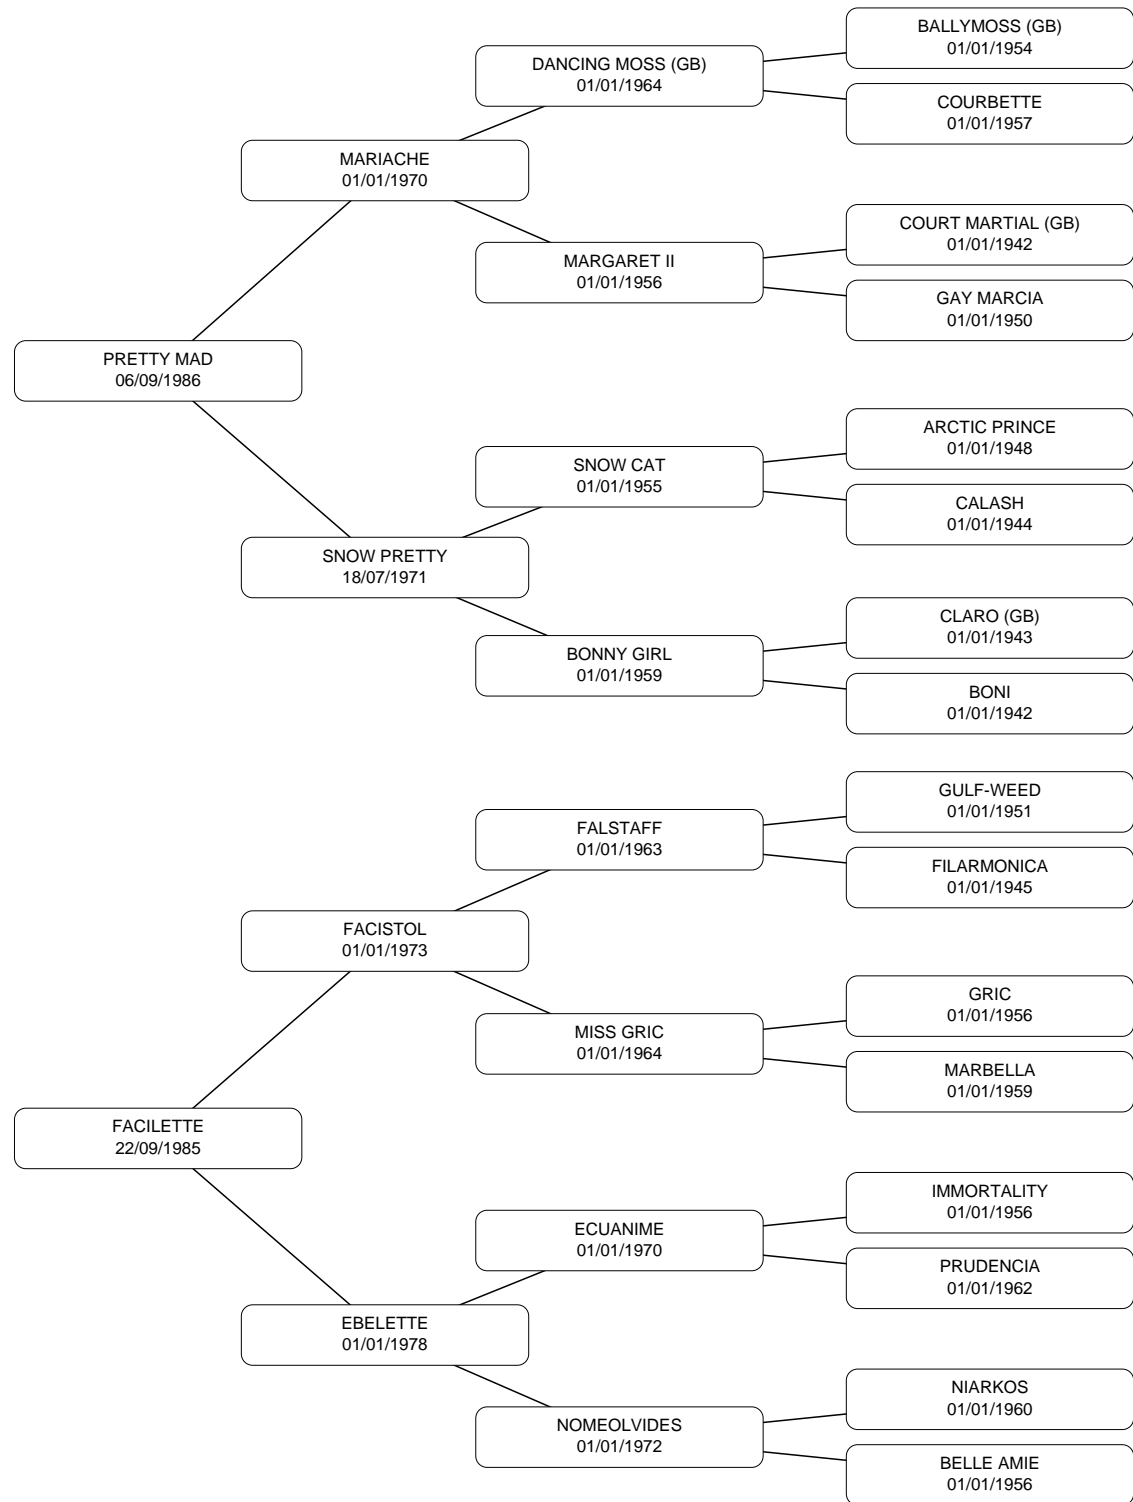 BALLYMOSS (GB)
01/01/1954
DANCING MOSS (GB)
01/01/1964
COURBETTE
01/01/1957
MARIACHE
01/01/1970
COURT MARTIAL (GB)
01/01/1942
MARGARET II
01/01/1956
GAY MARCIA
01/01/1950
PRETTY MAD
06/09/1986
ARCTIC PRINCE
01/01/1948
SNOW CAT
01/01/1955
CALASH
01/01/1944
SNOW PRETTY
18/07/1971
CLARO (GB)
01/01/1943
BONNY GIRL
01/01/1959
BONI
01/01/1942
GULF-WEED
01/01/1951
FALSTAFF
01/01/1963
FILARMONICA
01/01/1945
FACISTOL
01/01/1973
GRIC
01/01/1956
MISS GRIC
01/01/1964
MARBELLA
01/01/1959
FACILETTE
22/09/1985
IMMORTALITY
01/01/1956
ECUANIME
01/01/1970
PRUDENCIA
01/01/1962
EBELETTE
01/01/1978
NIARKOS
01/01/1960
NOMEOLVIDES
01/01/1972
BELLE AMIE
01/01/1956